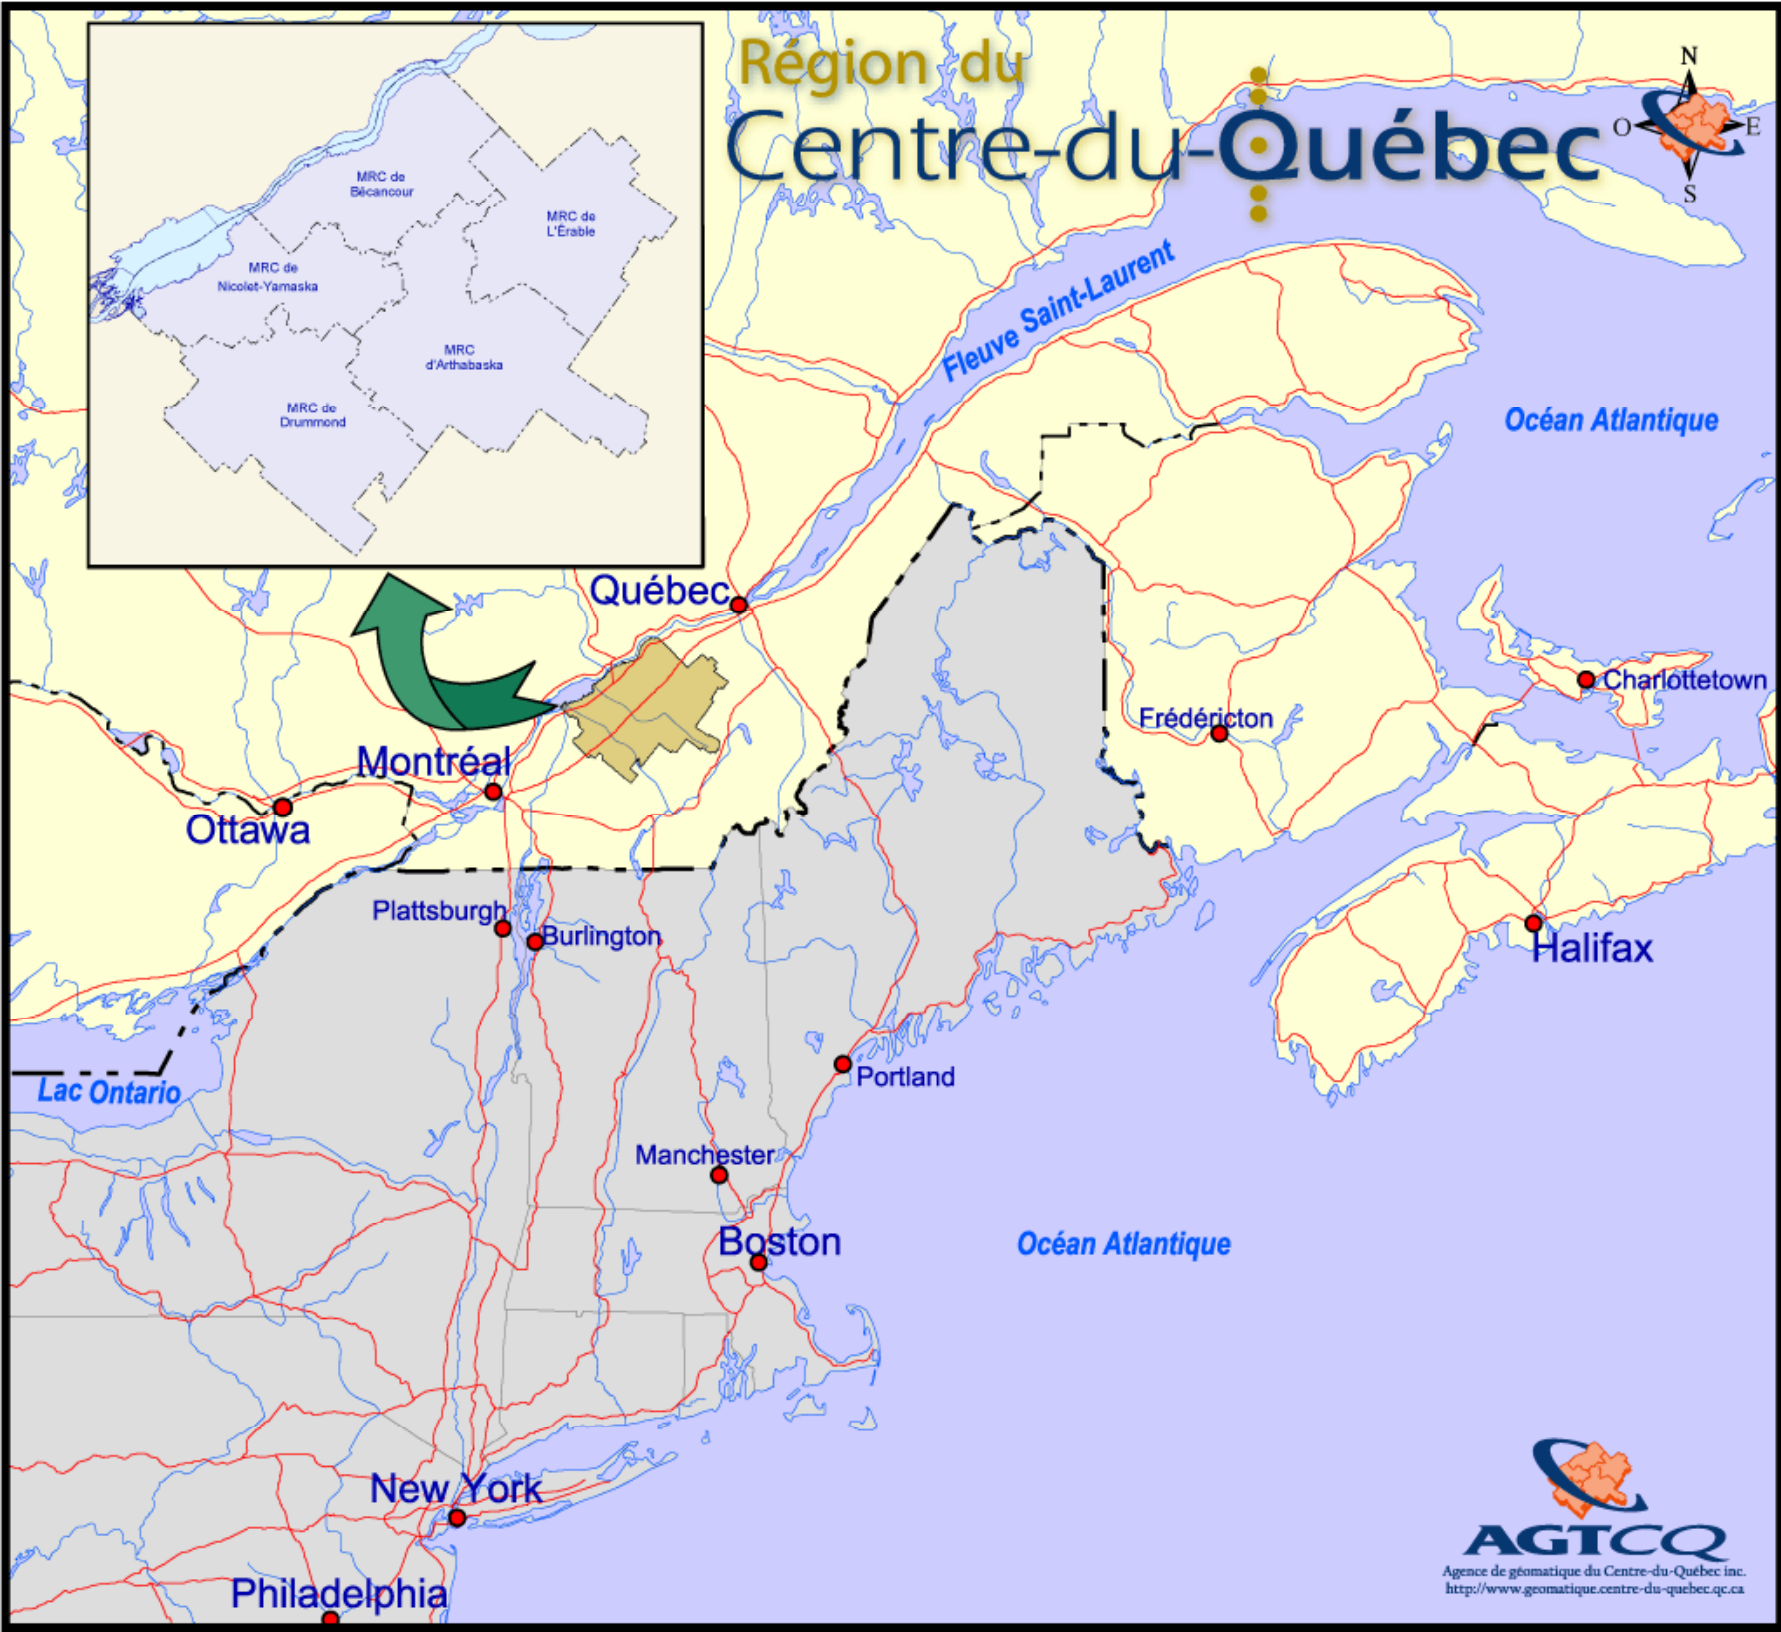 Région du
Centre-du-Québec
N
O
E
S
MRC de
Bécancour
MRC de
L'Érable
MRC de
Nicolet-Yamaska
MRC
d'Arthabaska
MRC de
Drummond
Fleuve Saint-Laurent
Océan Atlantique
Québec
Charlottetown
Frédéricton
Montréal
Ottawa
Plattsburgh
Burlington
Halifax
Lac Ontario
Portland
Manchester
Boston
Océan Atlantique
New York
Philadelphia
AGTCQ
Agence de géomatique du Centre-du-Québec inc.
http://www.geomatique.centre-du-quebec.qc.ca